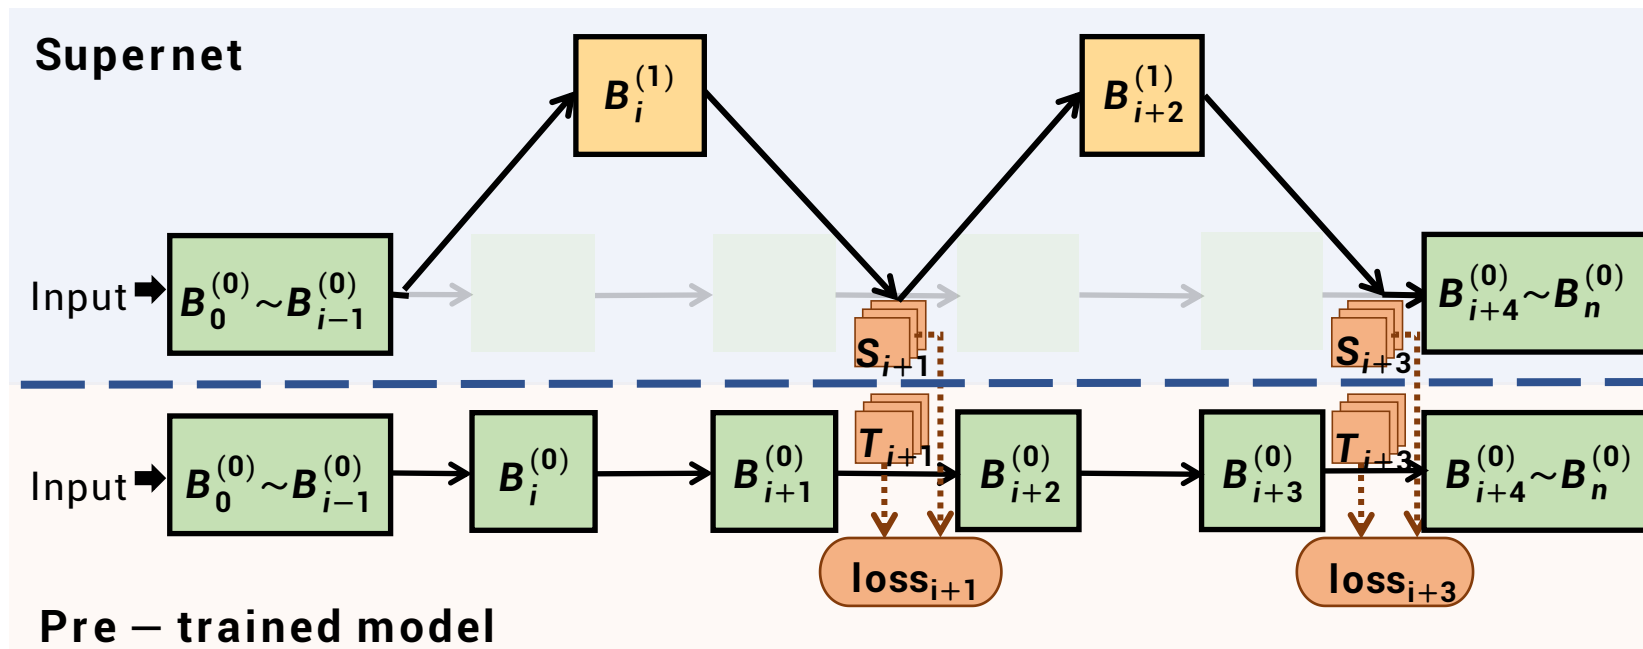 Supernet
B_i^(1)
B_{i+2}^(1)
Input
B_0^(0)~B_{i−1}^(0)
S_{i+1}
S_{i+3}
B_{i+4}^(0)~B_n^(0)
Input
B_0^(0)~B_{i−1}^(0)
B_i^(0)
B_{i+1}^(0)
T_{i+1}
B_{i+2}^(0)
B_{i+3}^(0)
T_{i+3}
B_{i+4}^(0)~B_n^(0)
loss_{i+1}
loss_{i+3}
Pre − trained model